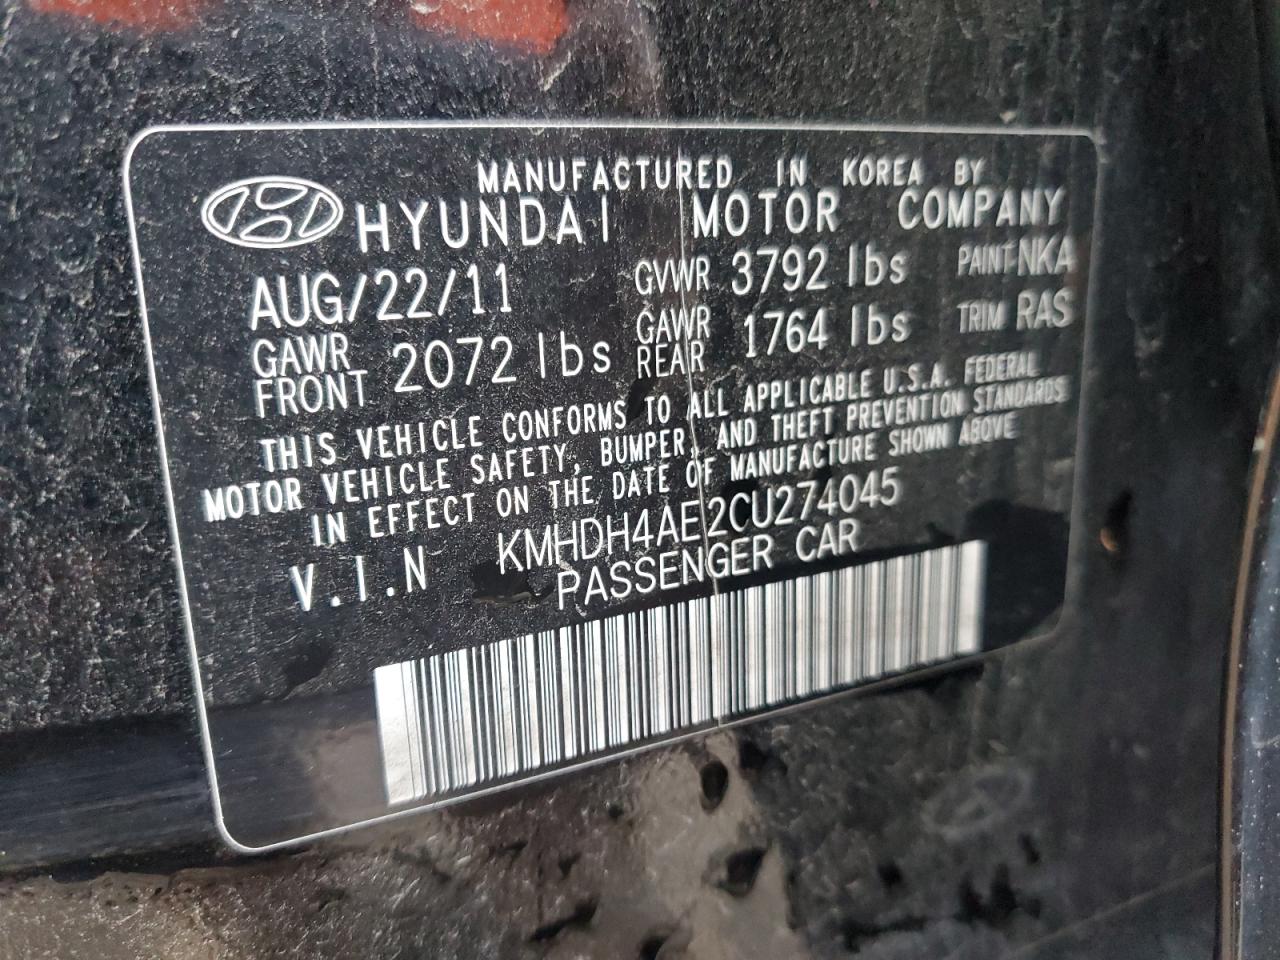 MANUFACTURED IN KOREA BY
HYUNDAI MOTOR COMPANY
AUG/22/11 GVWR 3792 lbs PAINT-NKA
GAWR FRONT 2072 lbs GAWR REAR 1764 lbs TRIM RAS
THIS VEHICLE CONFORMS TO ALL APPLICABLE U.S.A. FEDERAL
MOTOR VEHICLE SAFETY, BUMPER, AND THEFT PREVENTION STANDARDS
IN EFFECT ON THE DATE OF MANUFACTURE SHOWN ABOVE
V.I.N KMHDH4AE2CU274045
PASSENGER CAR